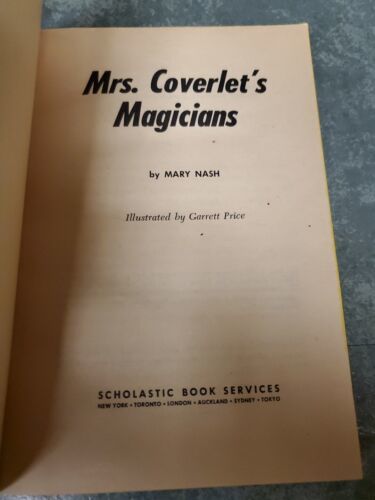 Mrs. Coverlet's
Magicians
by MARY NASH
Illustrated by Garrett Price
SCHOLASTIC BOOK SERVICES
NEW YORK • TORONTO • LONDON • AUCKLAND • SYDNEY • TOKYO